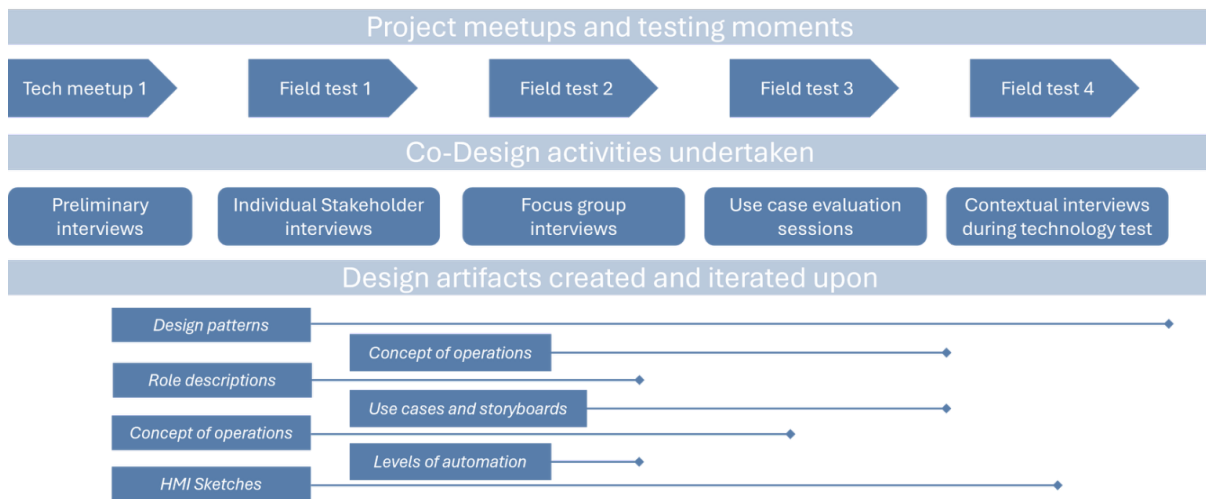 Project meetups and testing moments
Tech meetup 1
Field test 1
Field test 2
Field test 3
Field test 4
Co-Design activities undertaken
Preliminary
interviews
Individual Stakeholder
interviews
Focus group
interviews
Use case evaluation
sessions
Contextual interviews
during technology test
Design artifacts created and iterated upon
Design patterns
Concept of operations
Role descriptions
Use cases and storyboards
Concept of operations
Levels of automation
HMI Sketches